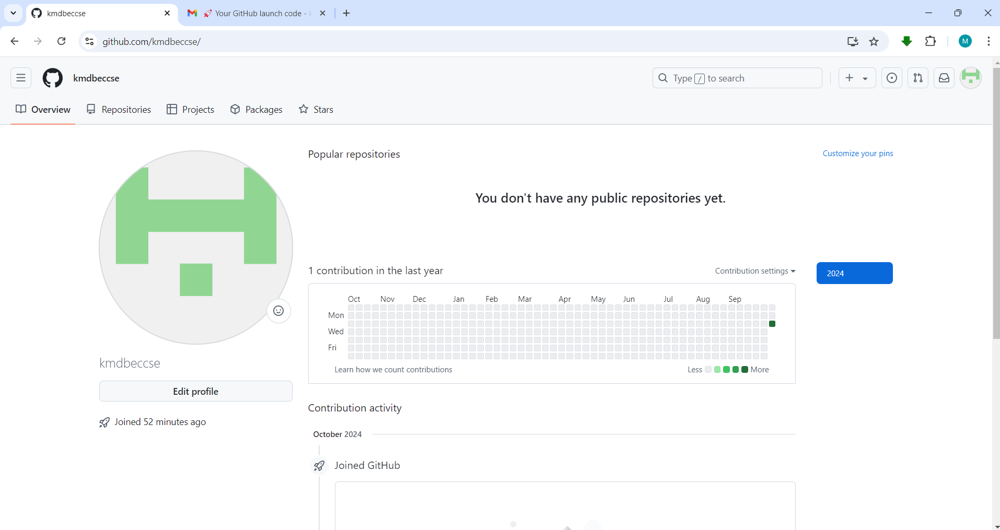 kmdbeccse
🚀 Your GitHub launch code -
github.com/kmdbeccse/
M
kmdbeccse
Type / to search
Overview
Repositories
Projects
Packages
Stars
Popular repositories
Customize your pins
You don't have any public repositories yet.
1 contribution in the last year
Contribution settings
2024
Oct Nov Dec Jan Feb Mar Apr May Jun Jul Aug Sep
Mon
Wed
Fri
Learn how we count contributions
Less More
kmdbeccse
Edit profile
Joined 52 minutes ago
Contribution activity
October 2024
Joined GitHub